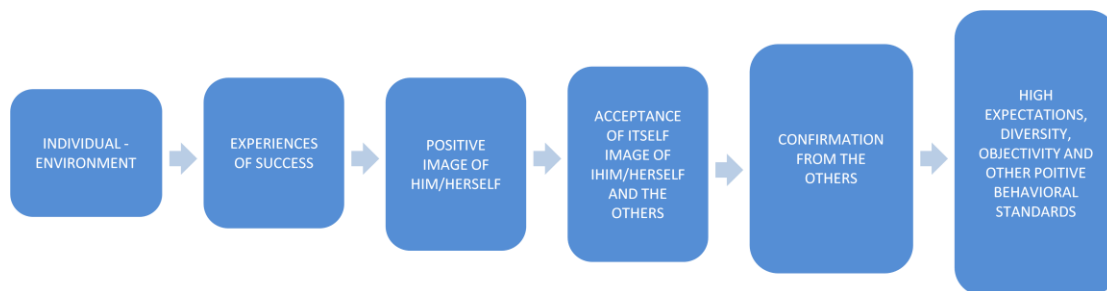 INDIVIDUAL -
ENVIRONMENT
EXPERIENCES
OF SUCCESS
POSITIVE
IMAGE OF
HIM/HERSELF
ACCEPTANCE
OF ITSELF
IMAGE OF
IHIM/HERSELF
AND THE
OTHERS
CONFIRMATION
FROM THE
OTHERS
HIGH
EXPECTATIONS,
DIVERSITY,
OBJECTIVITY AND
OTHER POITIVE
BEHAVIORAL
STANDARDS